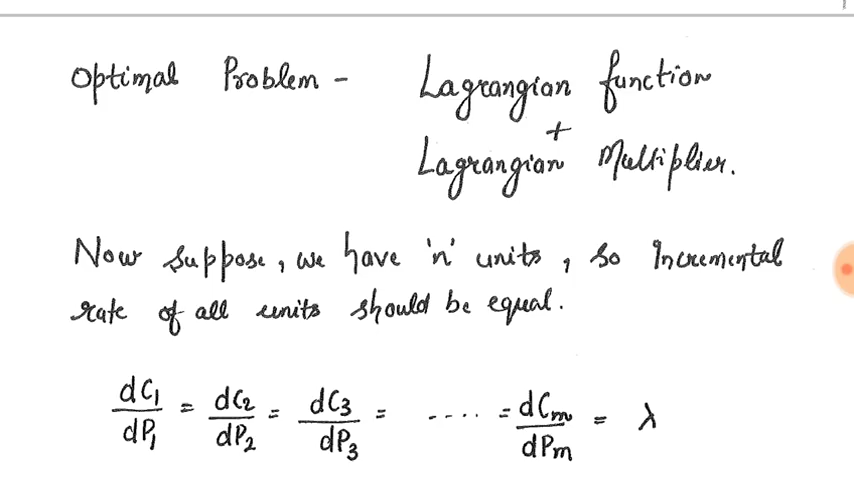 Optimal Problem - Lagrangian function
+
Lagrangian Multiplier.
Now suppose, we have 'n' units, so Incremental
rate of all units should be equal.
dC1/dP1 = dC2/dP2 = dC3/dP3 = ..... = dCm/dPm = λ